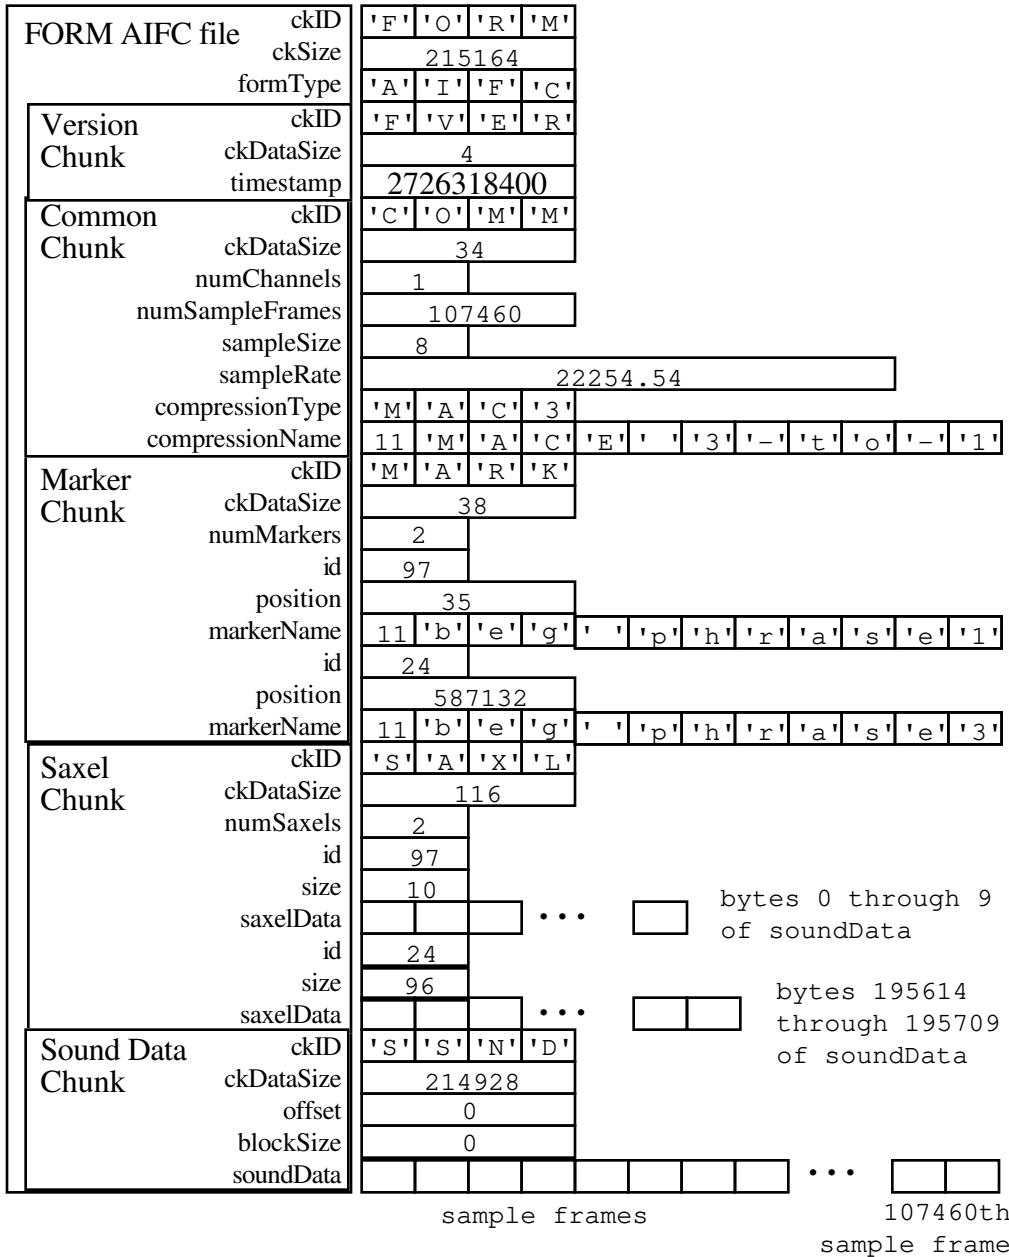 FORM AIFC file ckID 'F' 'O' 'R' 'M'
ckSize 215164
formType 'A' 'I' 'F' 'C'
Version ckID 'F' 'V' 'E' 'R'
Chunk ckDataSize 4
timestamp 2726318400
Common ckID 'C' 'O' 'M' 'M'
Chunk ckDataSize 34
numChannels 1
numSampleFrames 107460
sampleSize 8
sampleRate 22254.54
compressionType 'M' 'A' 'C' '3'
compressionName 11 'M' 'A' 'C' 'E' ' ' '3' '-' 't' 'o' '-' '1'
Marker ckID 'M' 'A' 'R' 'K'
Chunk ckDataSize 38
numMarkers 2
id 97
position 35
markerName 11 'b' 'e' 'g' ' ' 'p' 'h' 'r' 'a' 's' 'e' '1'
id 24
position 587132
markerName 11 'b' 'e' 'g' ' ' 'p' 'h' 'r' 'a' 's' 'e' '3'
Saxel ckID 'S' 'A' 'X' 'L'
Chunk ckDataSize 116
numSaxels 2
id 97
size 10
saxelData ... bytes 0 through 9
of soundData
id 24
size 96
saxelData ... bytes 195614
through 195709
of soundData
Sound Data ckID 'S' 'S' 'N' 'D'
Chunk ckDataSize 214928
offset 0
blockSize 0
soundData ...
sample frames 107460th
sample frame